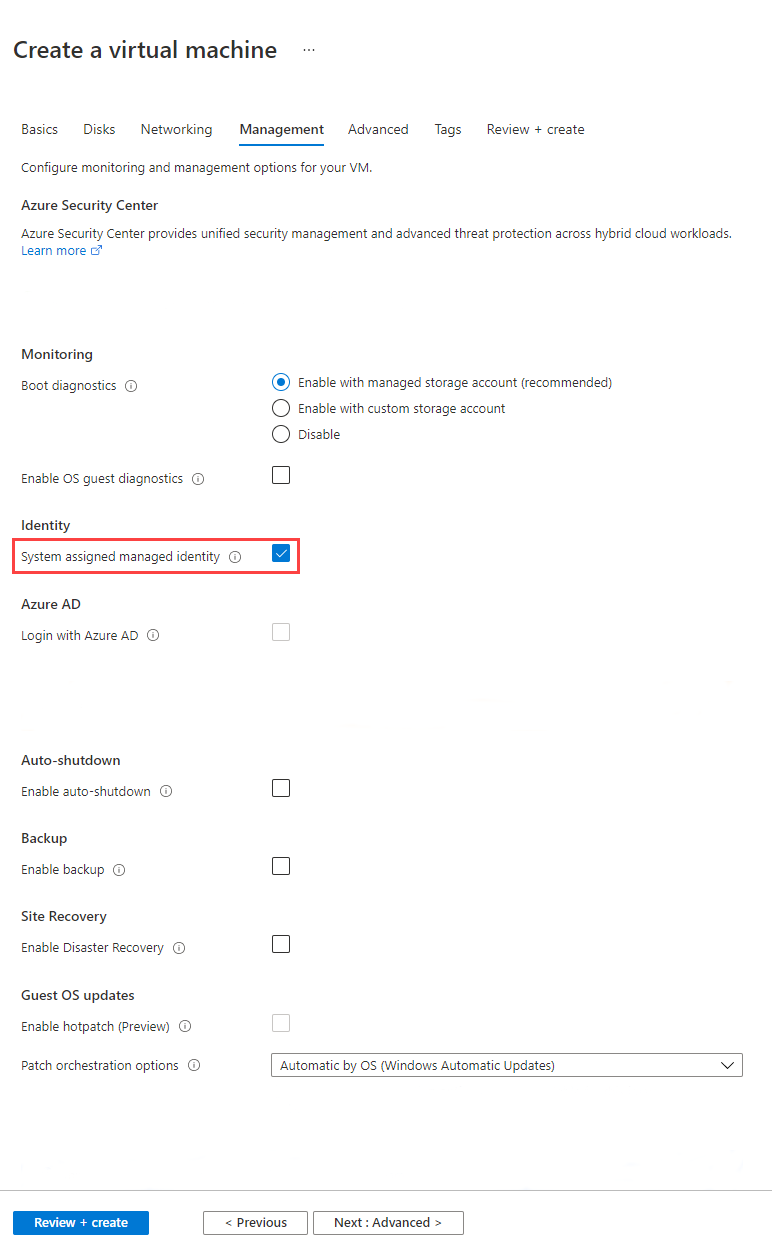 Create a virtual machine ...
Basics Disks Networking Management Advanced Tags Review + create
Configure monitoring and management options for your VM.
Azure Security Center
Azure Security Center provides unified security management and advanced threat protection across hybrid cloud workloads.
Learn more
Monitoring
Boot diagnostics
Enable with managed storage account (recommended)
Enable with custom storage account
Disable
Enable OS guest diagnostics
Identity
System assigned managed identity
Azure AD
Login with Azure AD
Auto-shutdown
Enable auto-shutdown
Backup
Enable backup
Site Recovery
Enable Disaster Recovery
Guest OS updates
Enable hotpatch (Preview)
Patch orchestration options Automatic by OS (Windows Automatic Updates)
Review + create < Previous Next : Advanced >